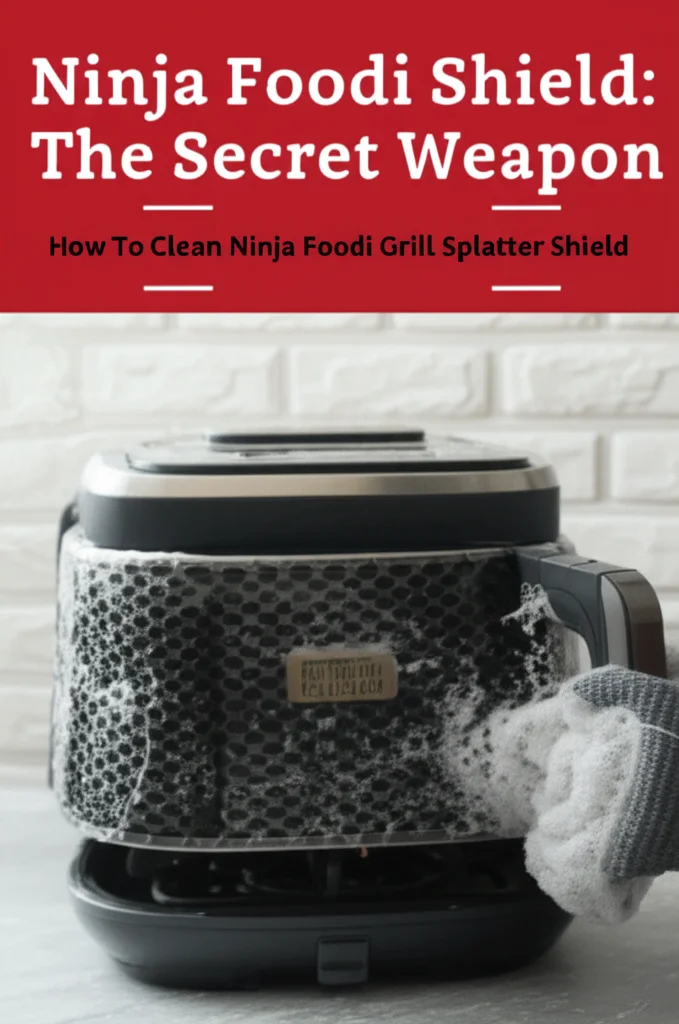 Ninja Foodi Shield:
The Secret Weapon
How To Clean Ninja Foodi Grill Splatter Shield